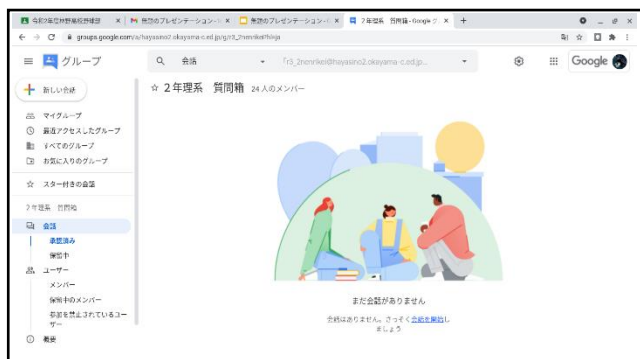 令和2年度林野高校野球部
無題のプレゼンテーション -
無題のプレゼンテーション -
2年理系 質問箱 - Google グ
groups.google.com/a/hayasino2.okayama-c.ed.jp/g/r3_2nenrikei?hl=ja
グループ
会話
Google
新しい会話
2年理系 質問箱 24 人のメンバー
マイグループ
最近アクセスしたグループ
すべてのグループ
お気に入りのグループ
スター付きの会話
2年理系 質問箱
会話
承認済み
保留中
ユーザー
メンバー
保留中のメンバー
参加を禁止されているユー
ザー
概要
まだ会話がありません
会話はありません。さっそく会話を開始し
ましょう